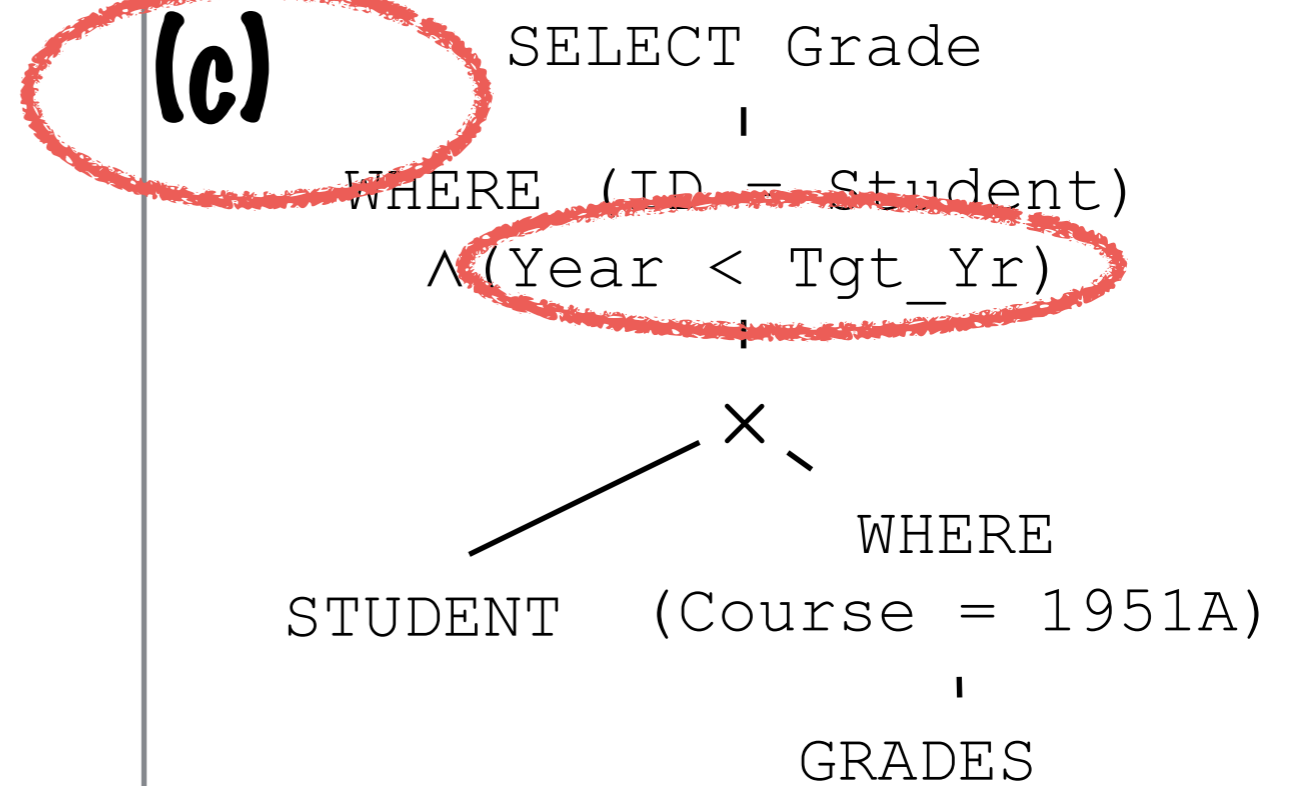 (c)
SELECT Grade
WHERE (ID = Student)
∧(Year < Tgt_Yr)
×
WHERE
STUDENT (Course = 1951A)
GRADES